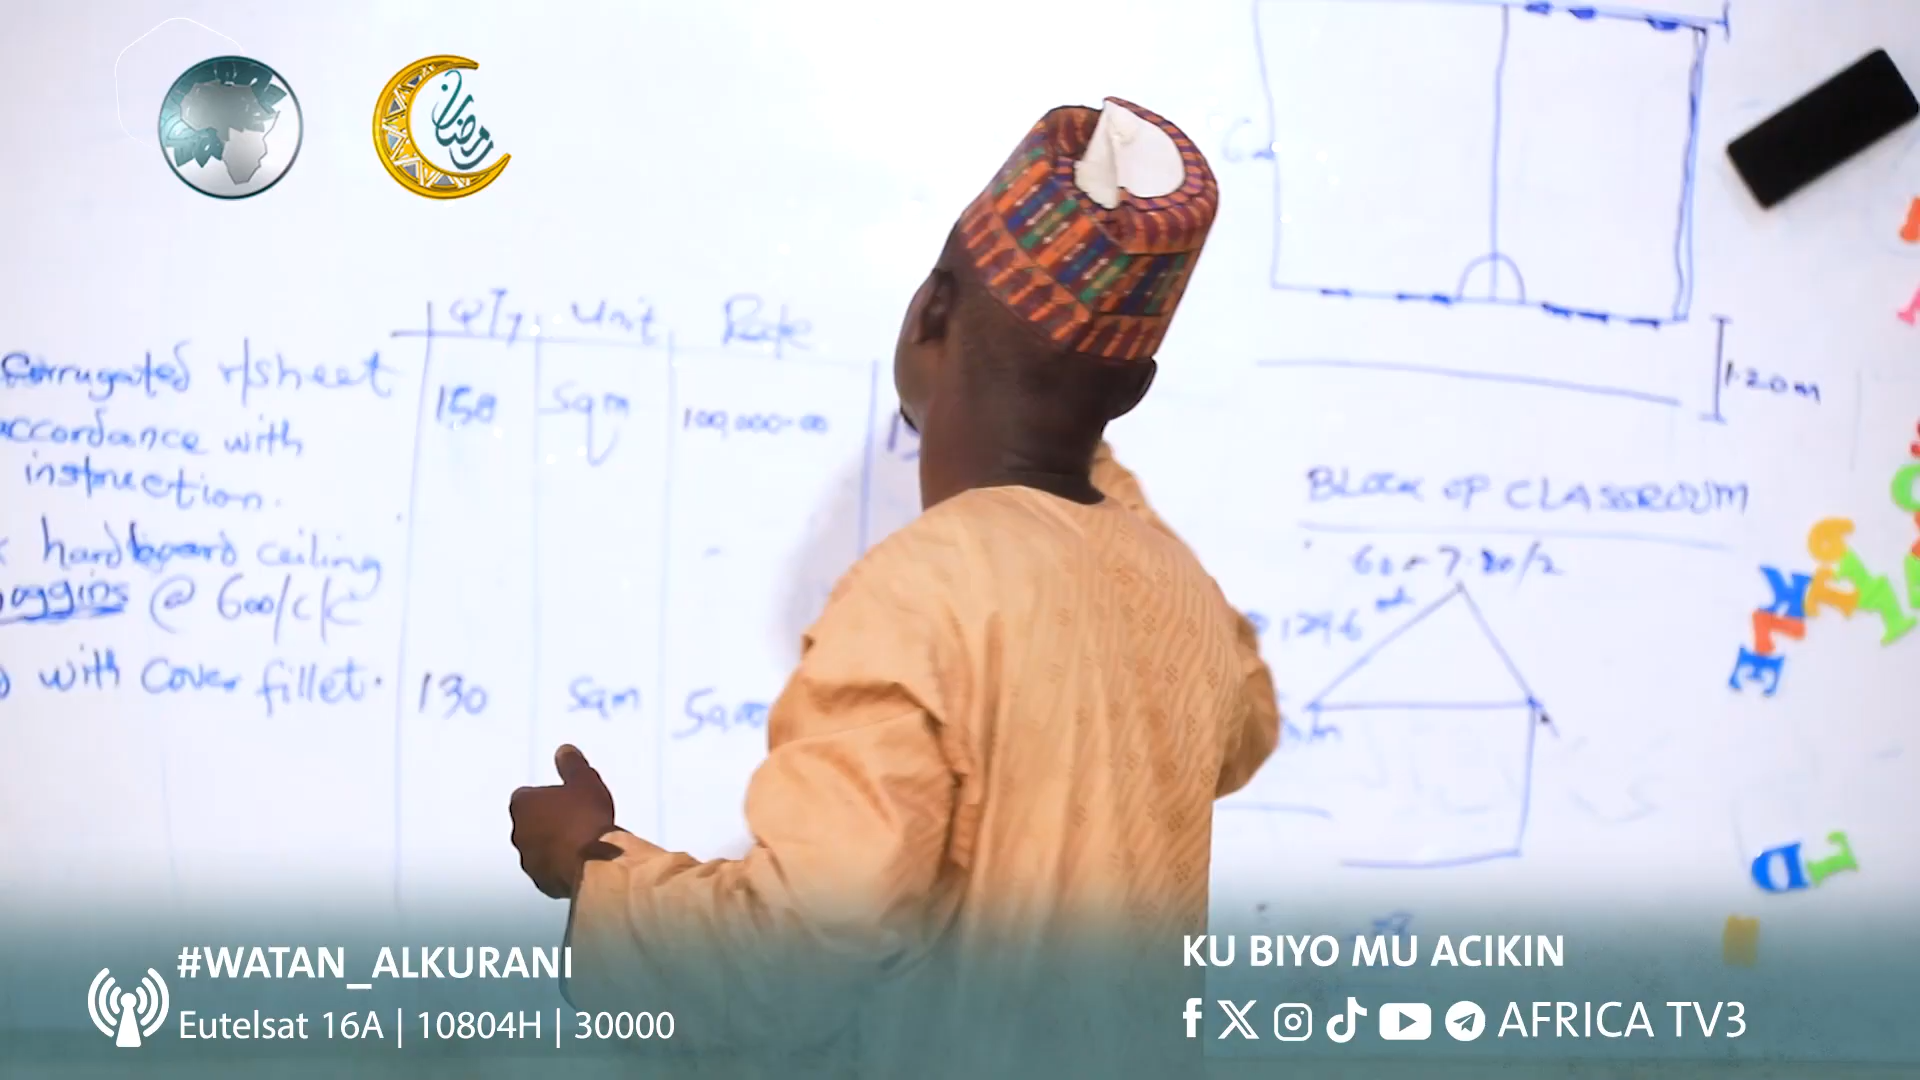 رمضان
Qty Unit Rate
Corrugated r/sheet
150 Sqm 100,000-00
accordance with
instruction.
hardboard ceiling
noggins @ 600/c/c
with cover fillet. 130 Sqm
6m
1.20m
BLOCK OF CLASSROOM
#WATAN_ALKURANI
Eutelsat 16A | 10804H | 30000
KU BIYO MU ACIKIN
AFRICA TV3